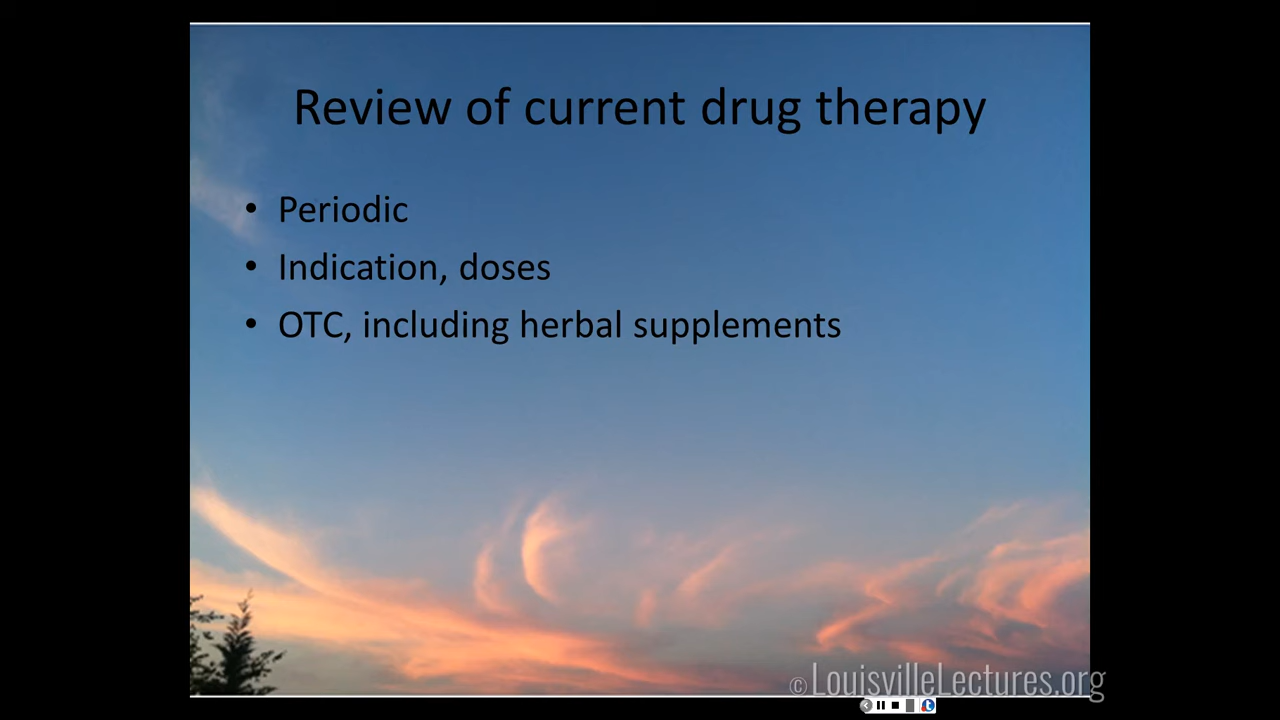 Review of current drug therapy
• Periodic
• Indication, doses
• OTC, including herbal supplements
© LouisvilleLectures.org